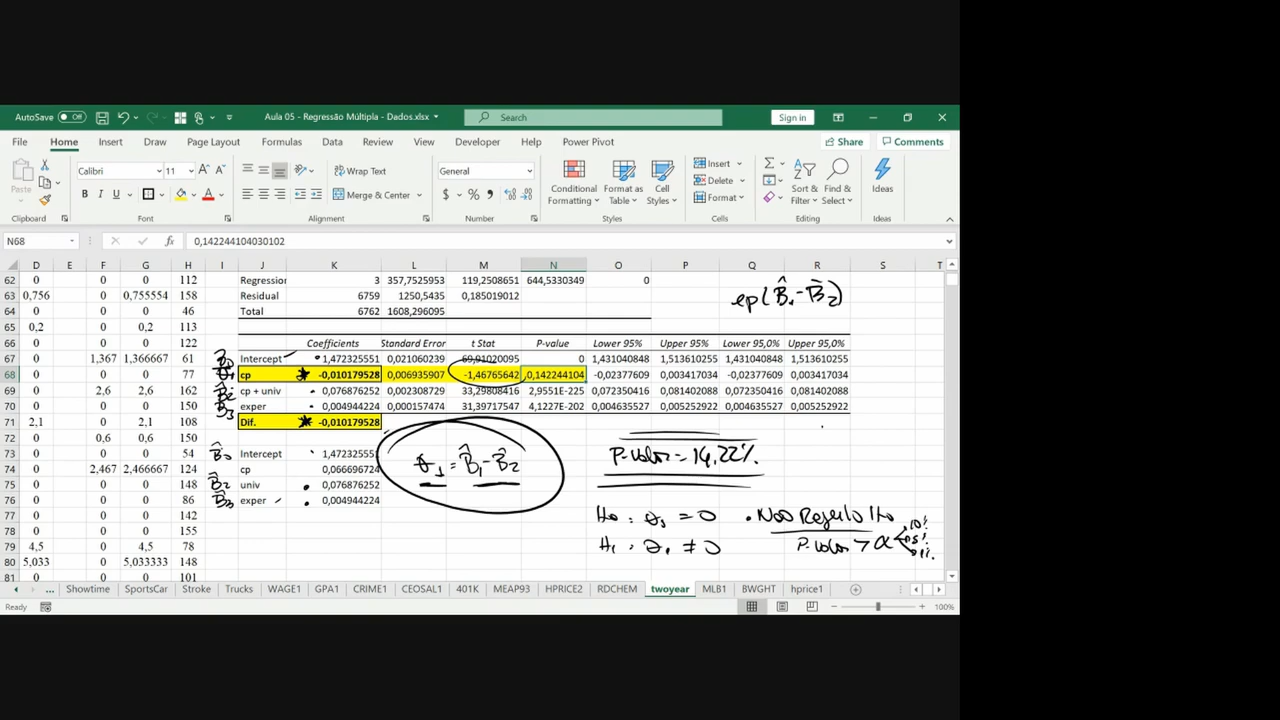 AutoSave Off Aula 05 - Regressão Múltipla - Dados.xlsx Search Sign in
File Home Insert Draw Page Layout Formulas Data Review View Developer Help Power Pivot Share Comments
Paste Calibri 11 Wrap Text General Conditional Format as Cell Insert Sort & Find & Ideas
B I U Merge & Center $ % Formatting Table Styles Delete Format Filter Select
Clipboard Font Alignment Number Styles Cells Editing Ideas
N68 fx 0,142244104030102
D E F G H I J K L M N O P Q R S T
62 0 0 0 112 Regression 3 357,7525953 119,2508651 644,5330349 0
63 0,756 0 0,755554 158 Residual 6759 1250,5435 0,185019012
64 0 0 0 46 Total 6762 1608,296095
ep(B̂₁-B̂₂)
65 0,2 0 0,2 113
66 0 0 0 122 Coefficients Standard Error t Stat P-value Lower 95% Upper 95% Lower 95,0% Upper 95,0%
67 0 1,367 1,366667 61 B̂₀ Intercept 1,472325551 0,021060239 69,91020095 0 1,431040848 1,513610255 1,431040848 1,513610255
68 0 0 0 77 θ₁ cp -0,010179528 0,006935907 -1,46765642 0,142244104 -0,02377609 0,003417034 -0,02377609 0,003417034
69 0 2,6 2,6 162 B̂₂ cp + univ 0,076876252 0,002308729 33,29808416 2,9551E-225 0,072350416 0,081402088 0,072350416 0,081402088
70 0 0 0 150 B̂₃ exper 0,004944224 0,000157474 31,39717547 4,1227E-202 0,004635527 0,005252922 0,004635527 0,005252922
71 2,1 0 2,1 108 Dif. -0,010179528
72 0 0,6 0,6 150
73 0 0 0 54 B̂₀ Intercept 1,472325551
θ₁ = B̂₁-B̂₂
P-valor = 14,22%.
74 0 2,467 2,466667 124 cp 0,066696724
75 0 0 0 148 B̂₂ univ 0,076876252
76 0 0 0 86 B̂₃ exper 0,004944224
77 0 0 0 142
H₀: θ₁ = 0 . Não Rejeito H₀
78 0 0 0 155
79 4,5 0 4,5 78
H₁: θ₁ ≠ 0 P-valor > α 10% 5% 1%.
80 5,033 0 5,033333 148
81 0 0 0 101
... Showtime SportsCar Stroke Trucks WAGE1 GPA1 CRIME1 CEOSAL1 401K MEAP93 HPRICE2 RDCHEM twoyear MLB1 BWGHT hprice1
Ready 100%